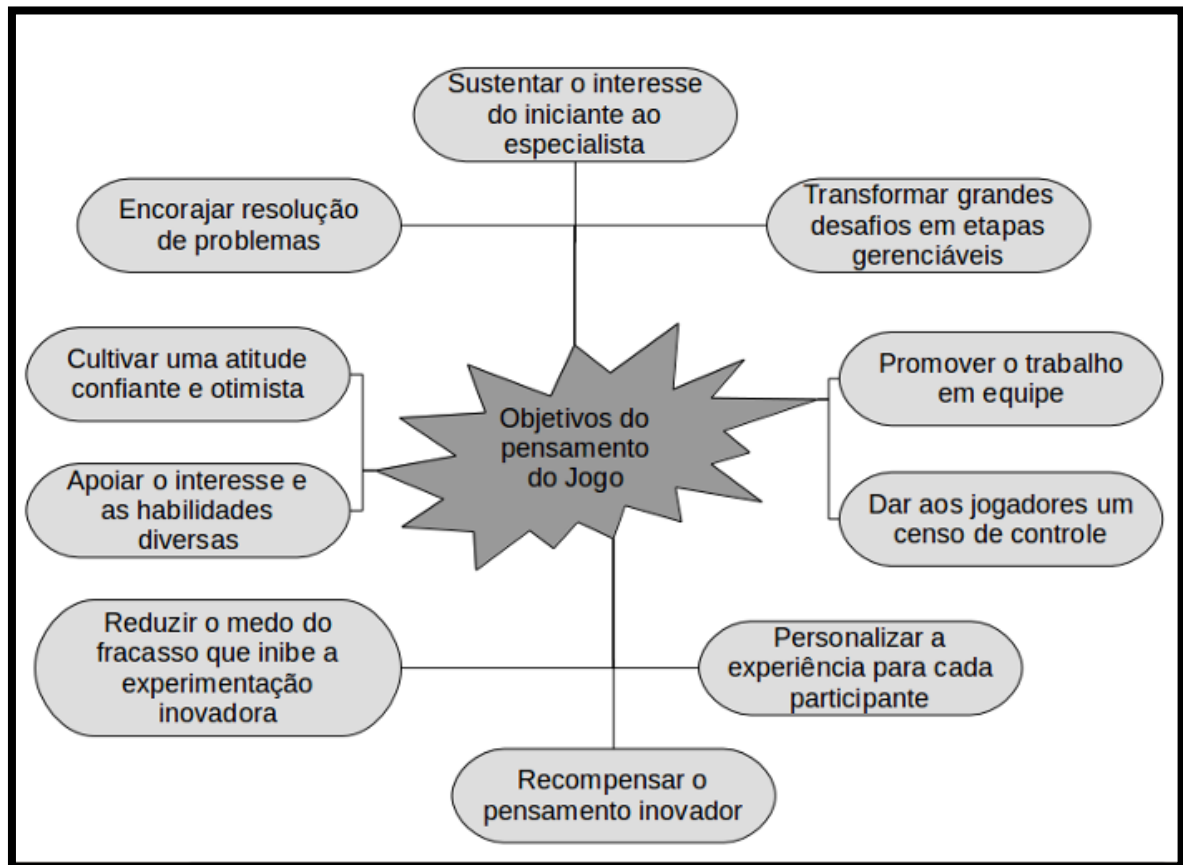 Sustentar o interesse
do iniciante ao
especialista
Encorajar resolução
de problemas
Transformar grandes
desafios em etapas
gerenciáveis
Cultivar uma atitude
confiante e otimista
Promover o trabalho
em equipe
Objetivos do
pensamento
do Jogo
Apoiar o interesse e
as habilidades
diversas
Dar aos jogadores um
censo de controle
Reduzir o medo do
fracasso que inibe a
experimentação
inovadora
Personalizar a
experiência para cada
participante
Recompensar o
pensamento inovador